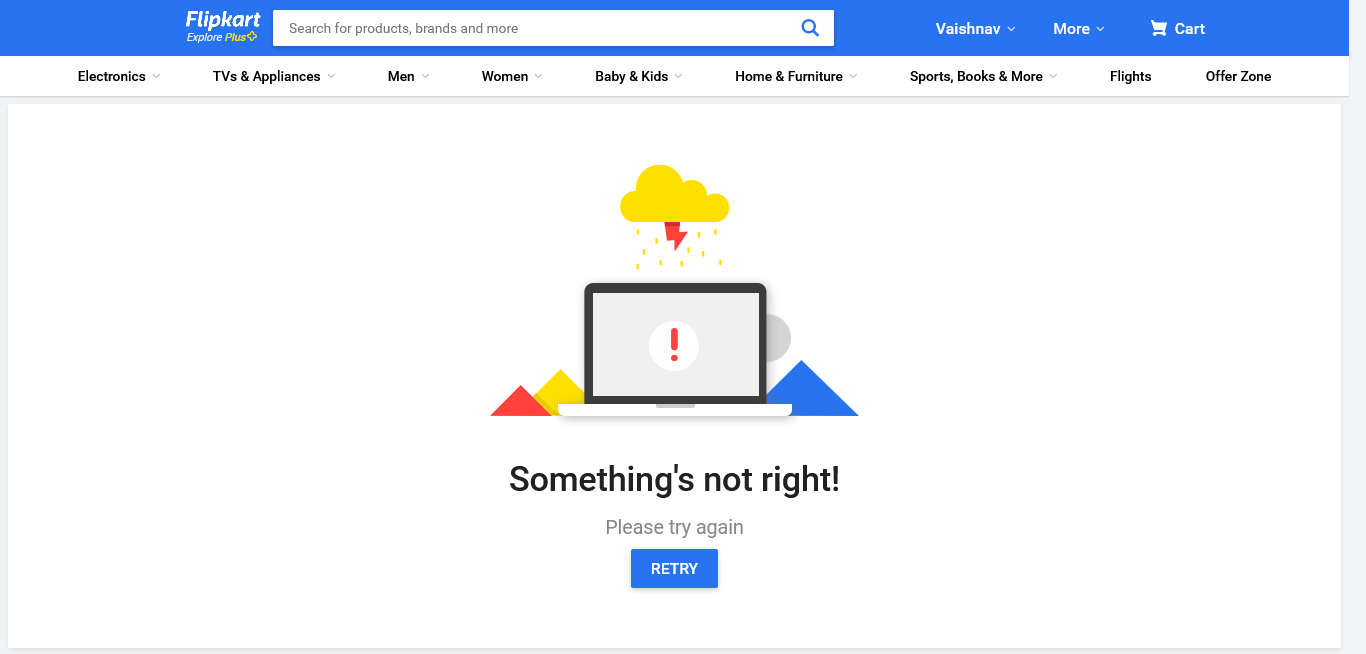 Flipkart
Explore Plus
Search for products, brands and more
Vaishnav
More
Cart
Electronics
TVs & Appliances
Men
Women
Baby & Kids
Home & Furniture
Sports, Books & More
Flights
Offer Zone
!
Something's not right!
Please try again
RETRY